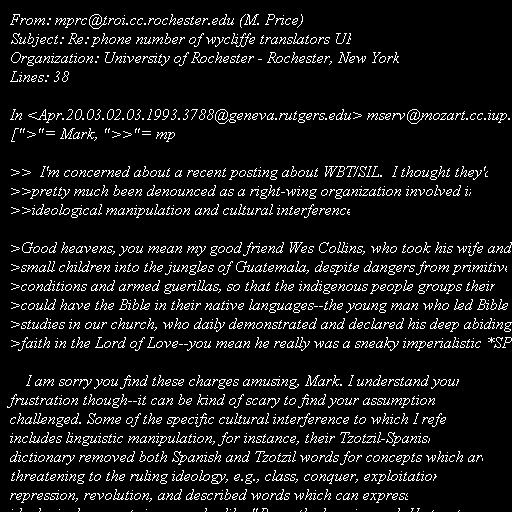 From: mprc@troi.cc.rochester.edu (M. Price)
Subject: Re: phone number of wycliffe translators UK
Organization: University of Rochester - Rochester, New York
Lines: 38

In <Apr.20.03.02.03.1993.3788@geneva.rutgers.edu> mserv@mozart.cc.iup.
[">"= Mark, ">>"= mp

>>  I'm concerned about a recent posting about WBT/SIL.  I thought they'd
>>pretty much been denounced as a right-wing organization involved in
>>ideological manipulation and cultural interference

>Good heavens, you mean my good friend Wes Collins, who took his wife and
>small children into the jungles of Guatemala, despite dangers from primitive
>conditions and armed guerillas, so that the indigenous people groups their
>could have the Bible in their native languages--the young man who led Bible
>studies in our church, who daily demonstrated and declared his deep abiding
>faith in the Lord of Love--you mean he really was a sneaky imperialistic *SP

    I am sorry you find these charges amusing, Mark. I understand your
frustration though--it can be kind of scary to find your assumption
challenged. Some of the specific cultural interference to which I refe
includes linguistic manipulation, for instance, their Tzotzil-Spanish
dictionary removed both Spanish and Tzotzil words for concepts which are
threatening to the ruling ideology, e.g., class, conquer, exploitation
repression, revolution, and described words which can express